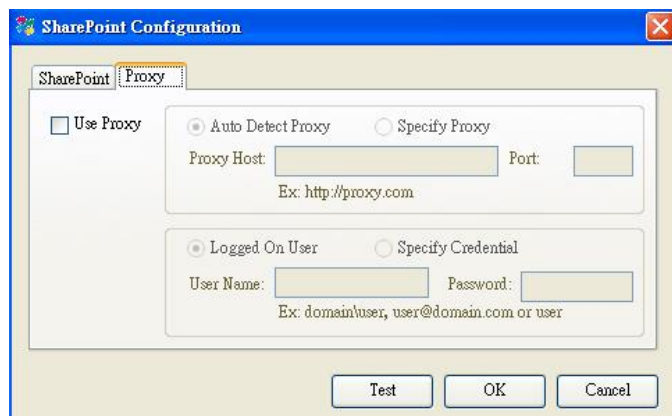 SharePoint Configuration
SharePoint Proxy
Use Proxy Auto Detect Proxy Specify Proxy
Proxy Host: Port:
Ex: http://proxy.com
Logged On User Specify Credential
User Name: Password:
Ex: domain\user, user@domain.com or user
Test OK Cancel